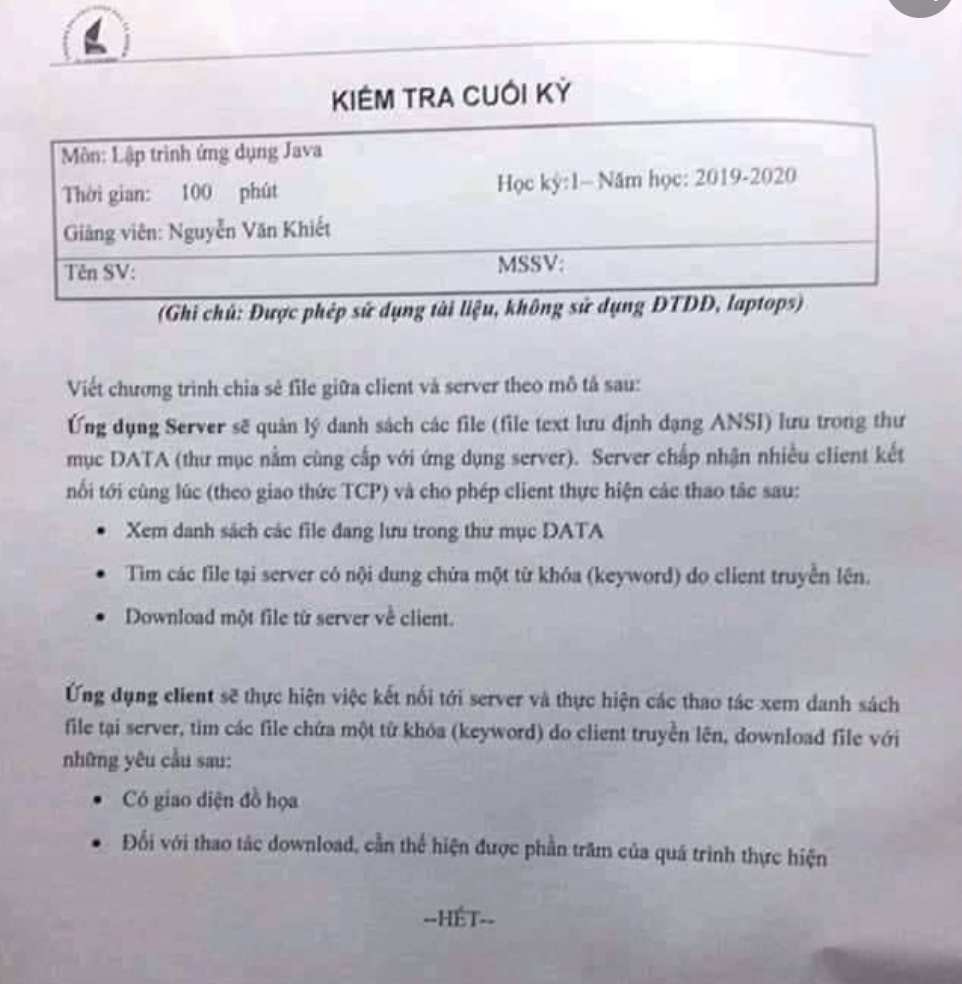 KIỂM TRA CUỐI KỲ
Môn: Lập trình ứng dụng Java
Thời gian: 100 phút
Học kỳ:1– Năm học: 2019-2020
Giảng viên: Nguyễn Văn Khiết
Tên SV:
MSSV:
(Ghi chú: Được phép sử dụng tài liệu, không sử dụng ĐTDĐ, laptops)
Viết chương trình chia sẻ file giữa client và server theo mô tả sau:
Ứng dụng Server sẽ quản lý danh sách các file (file text lưu định dạng ANSI) lưu trong thư
mục DATA (thư mục nằm cùng cấp với ứng dụng server). Server chấp nhận nhiều client kết
nối tới cùng lúc (theo giao thức TCP) và cho phép client thực hiện các thao tác sau:
• Xem danh sách các file đang lưu trong thư mục DATA
• Tìm các file tại server có nội dung chứa một từ khóa (keyword) do client truyền lên.
• Download một file từ server về client.
Ứng dụng client sẽ thực hiện việc kết nối tới server và thực hiện các thao tác xem danh sách
file tại server, tìm các file chứa một từ khóa (keyword) do client truyền lên, download file với
những yêu cầu sau:
• Có giao diện đồ họa
• Đối với thao tác download, cần thể hiện được phần trăm của quá trình thực hiện
--HẾT--